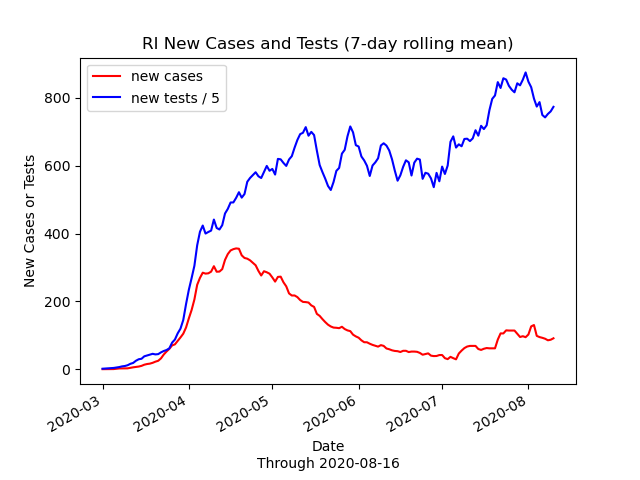 RI New Cases and Tests (7-day rolling mean)
new cases
new tests / 5
New Cases or Tests
800
600
400
200
0
2020-03
2020-04
2020-05
2020-06
2020-07
2020-08
Date
Through 2020-08-16